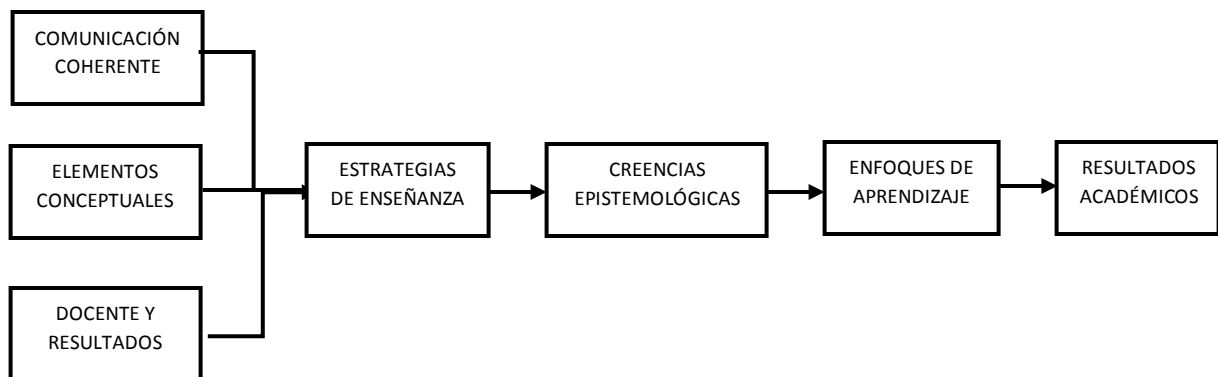 COMUNICACIÓN
COHERENTE
ELEMENTOS
CONCEPTUALES
DOCENTE Y
RESULTADOS
ESTRATEGIAS
DE ENSEÑANZA
CREENCIAS
EPISTEMOLÓGICAS
ENFOQUES DE
APRENDIZAJE
RESULTADOS
ACADÉMICOS